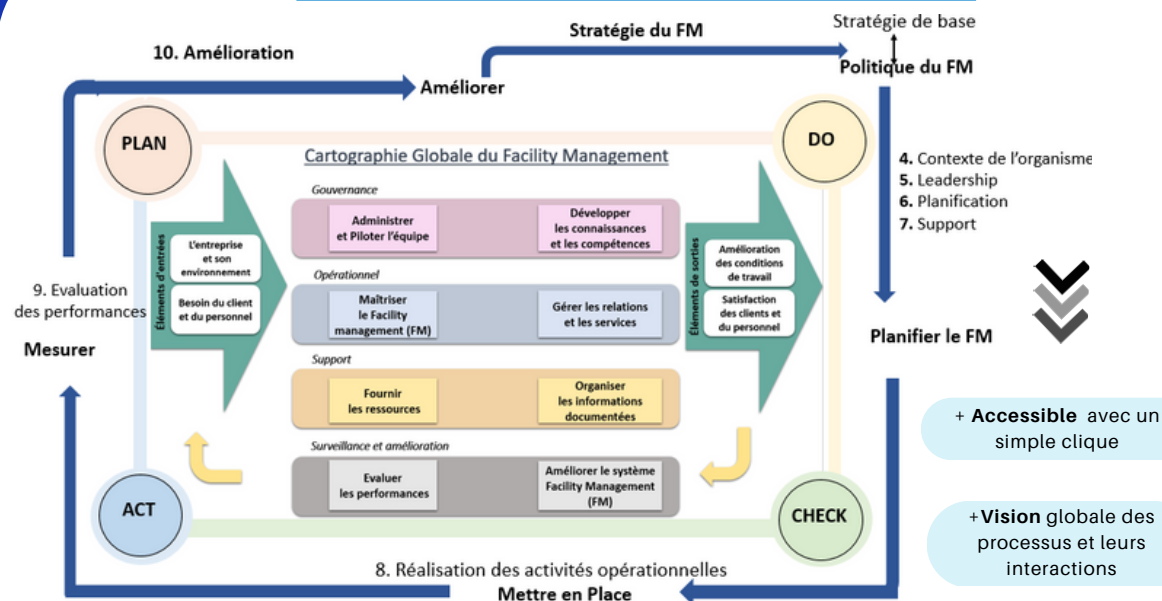 Stratégie de base
Stratégie du FM
10. Amélioration
Politique du FM
Améliorer
PLAN
DO
Cartographie Globale du Facility Management
4. Contexte de l'organisme
5. Leadership
6. Planification
7. Support
Gouvernance
Administrer
et Piloter l'équipe
Développer
les connaissances
et les compétences
Éléments d'entrées
L'entreprise
et son
environnement
Besoin du client
et du personnel
Opérationnel
Maîtriser
le Facility
management (FM)
Gérer les relations
et les services
Éléments de sorties
Amélioration
des conditions
de travail
Satisfaction
des clients et
du personnel
9. Evaluation
des performances
Mesurer
Planifier le FM
Support
Fournir
les ressources
Organiser
les informations
documentées
Surveillance et amélioration
Evaluer
les performances
Améliorer le système
Facility Management
(FM)
ACT
CHECK
+ Accessible avec un
simple clique
+Vision globale des
processus et leurs
interactions
8. Réalisation des activités opérationnelles
Mettre en Place